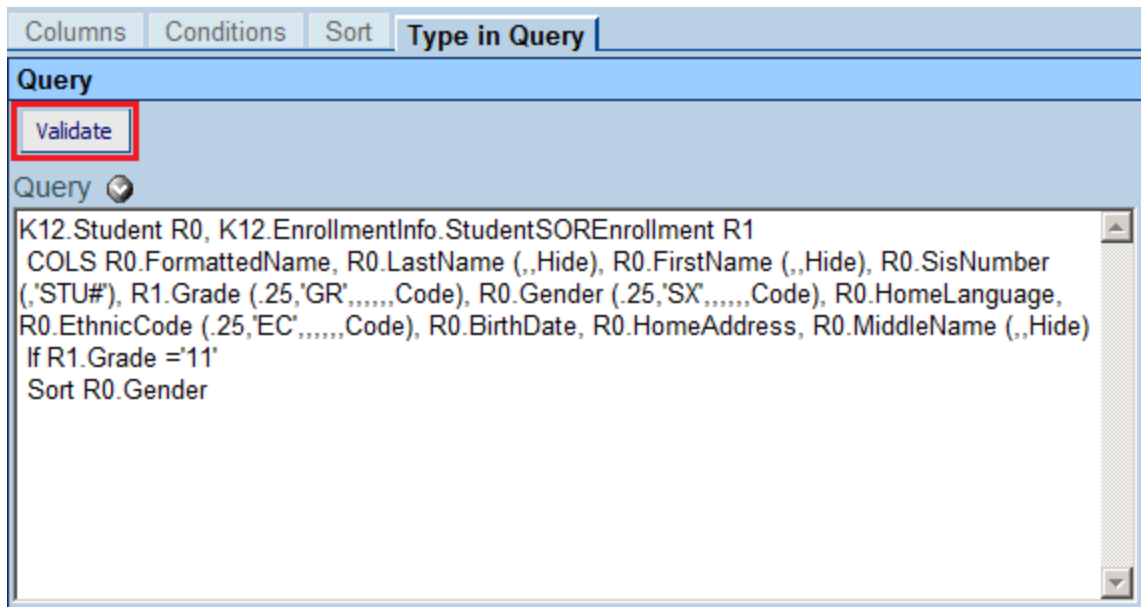 Columns Conditions Sort Type in Query
Query
Validate
Query
K12.Student R0, K12.EnrollmentInfo.StudentSOREnrollment R1
COLS R0.FormattedName, R0.LastName (,,Hide), R0.FirstName (,,Hide), R0.SisNumber
(,'STU#'), R1.Grade (.25,'GR',,,,,,Code), R0.Gender (.25,'SX',,,,,,Code), R0.HomeLanguage,
R0.EthnicCode (.25,'EC',,,,,,Code), R0.BirthDate, R0.HomeAddress, R0.MiddleName (,,Hide)
If R1.Grade ='11'
Sort R0.Gender